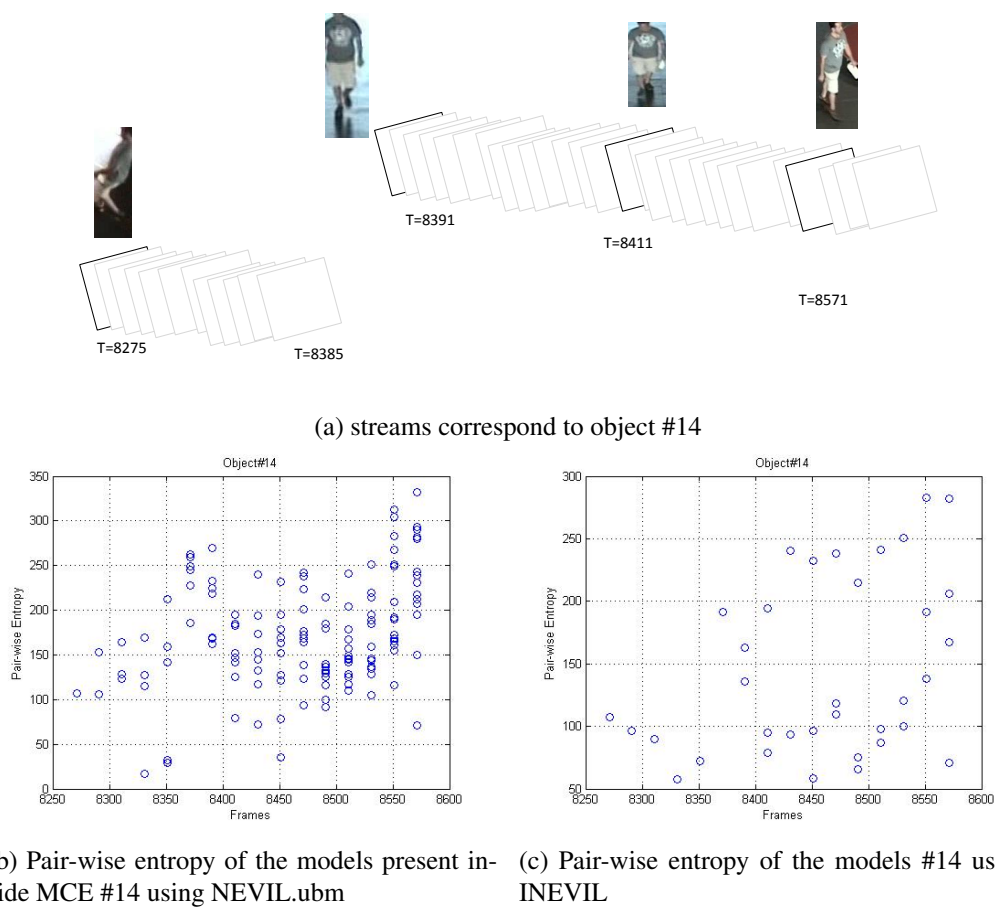 T=8391
T=8411
T=8571
T=8275
T=8385
(a) streams correspond to object #14
Object#14
350
300
250
200
150
100
50
0
Pair-wise Entropy
8250 8300 8350 8400 8450 8500 8550 8600
Frames
Object#14
300
250
200
150
100
50
Pair-wise Entropy
8250 8300 8350 8400 8450 8500 8550 8600
Frames
b) Pair-wise entropy of the models present in-
ide MCE #14 using NEVIL.ubm
(c) Pair-wise entropy of the models #14 us
INEVIL